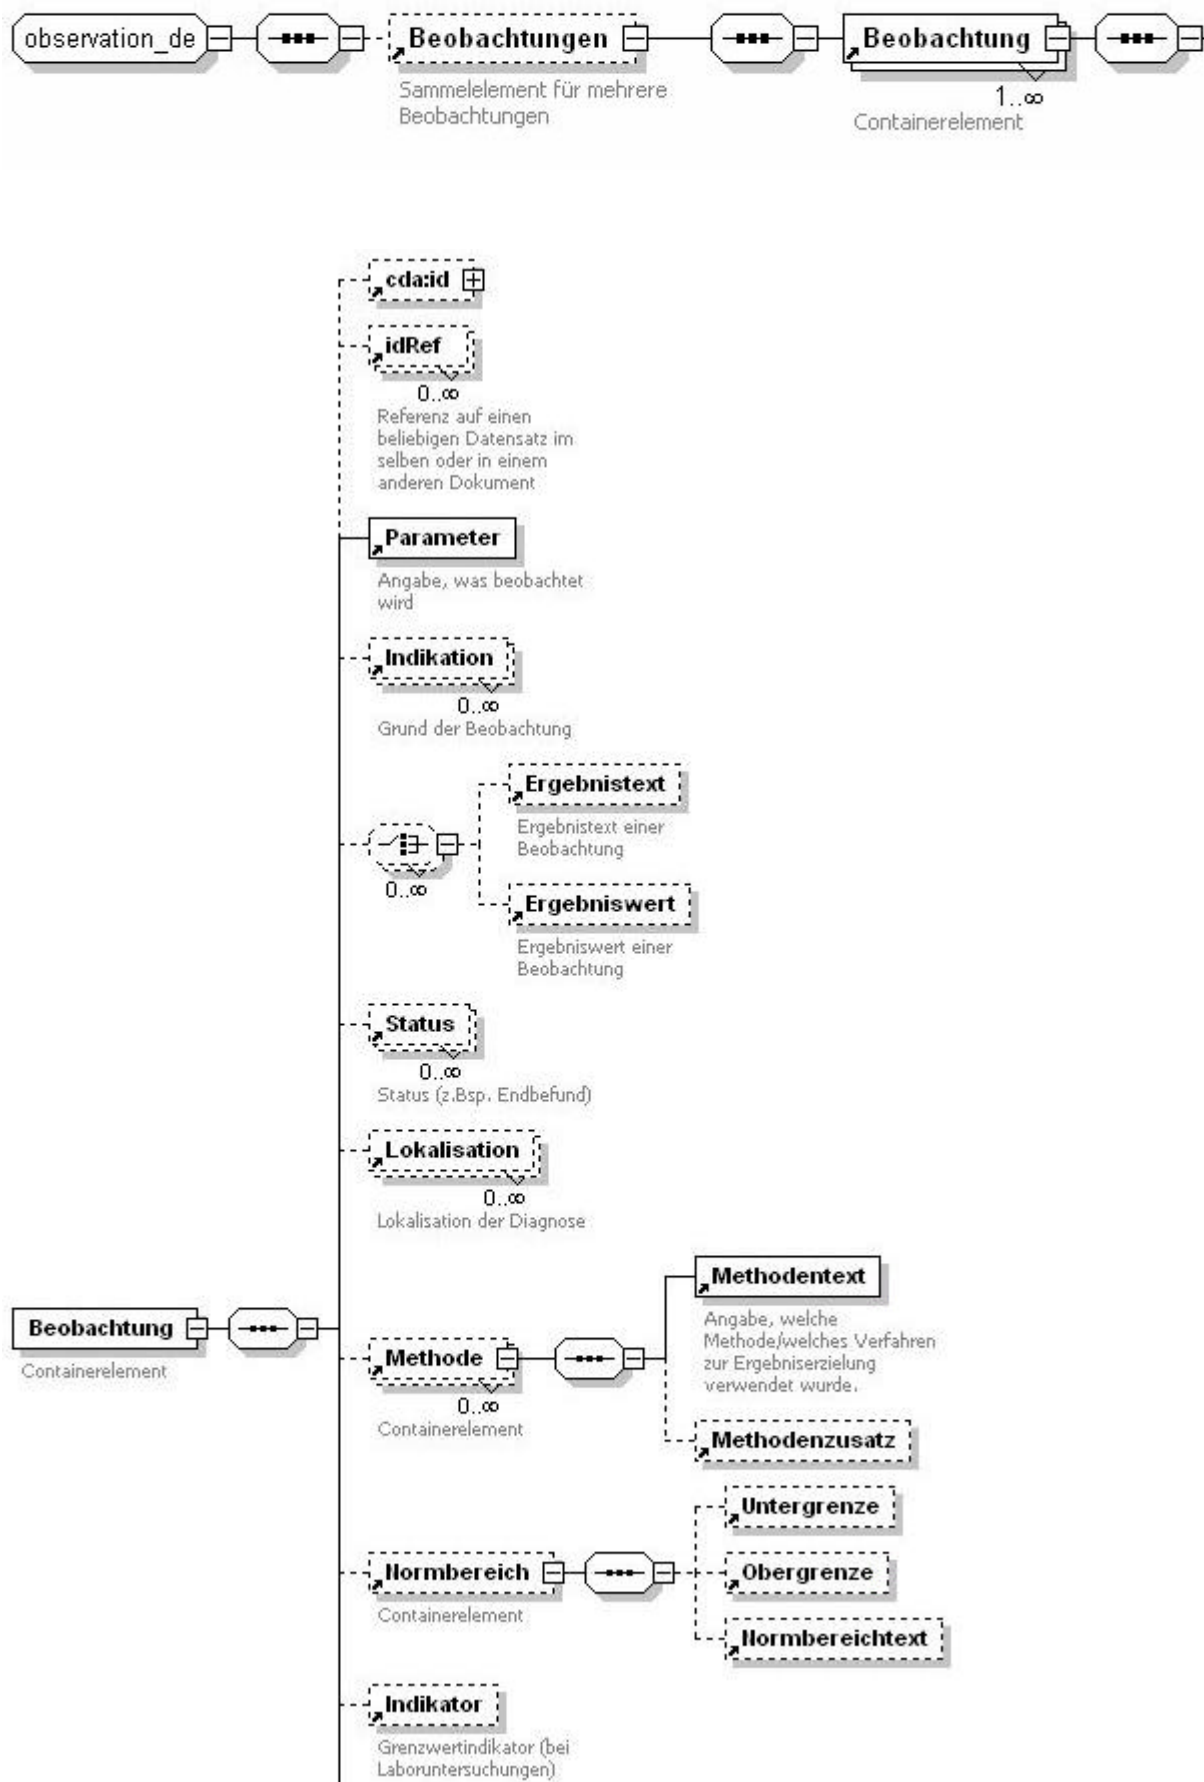 observation_de
Beobachtungen
Sammelelement für mehrere
Beobachtungen
Beobachtung
1..∞
Containerelement
cda:id
idRef
0..∞
Referenz auf einen
beliebigen Datensatz im
selben oder in einem
anderen Dokument
Parameter
Angabe, was beobachtet
wird
Indikation
0..∞
Grund der Beobachtung
0..∞
Ergebnistext
Ergebnistext einer
Beobachtung
Ergebniswert
Ergebniswert einer
Beobachtung
Status
0..∞
Status (z.Bsp. Endbefund)
Lokalisation
0..∞
Lokalisation der Diagnose
Beobachtung
Containerelement
Methode
0..∞
Containerelement
Methodentext
Angabe, welche
Methode/welches Verfahren
zur Ergebniserzielung
verwendet wurde.
Methodenzusatz
Normbereich
Containerelement
Untergrenze
Obergrenze
Normbereichtext
Indikator
Grenzwertindikator (bei
Laboruntersuchungen)